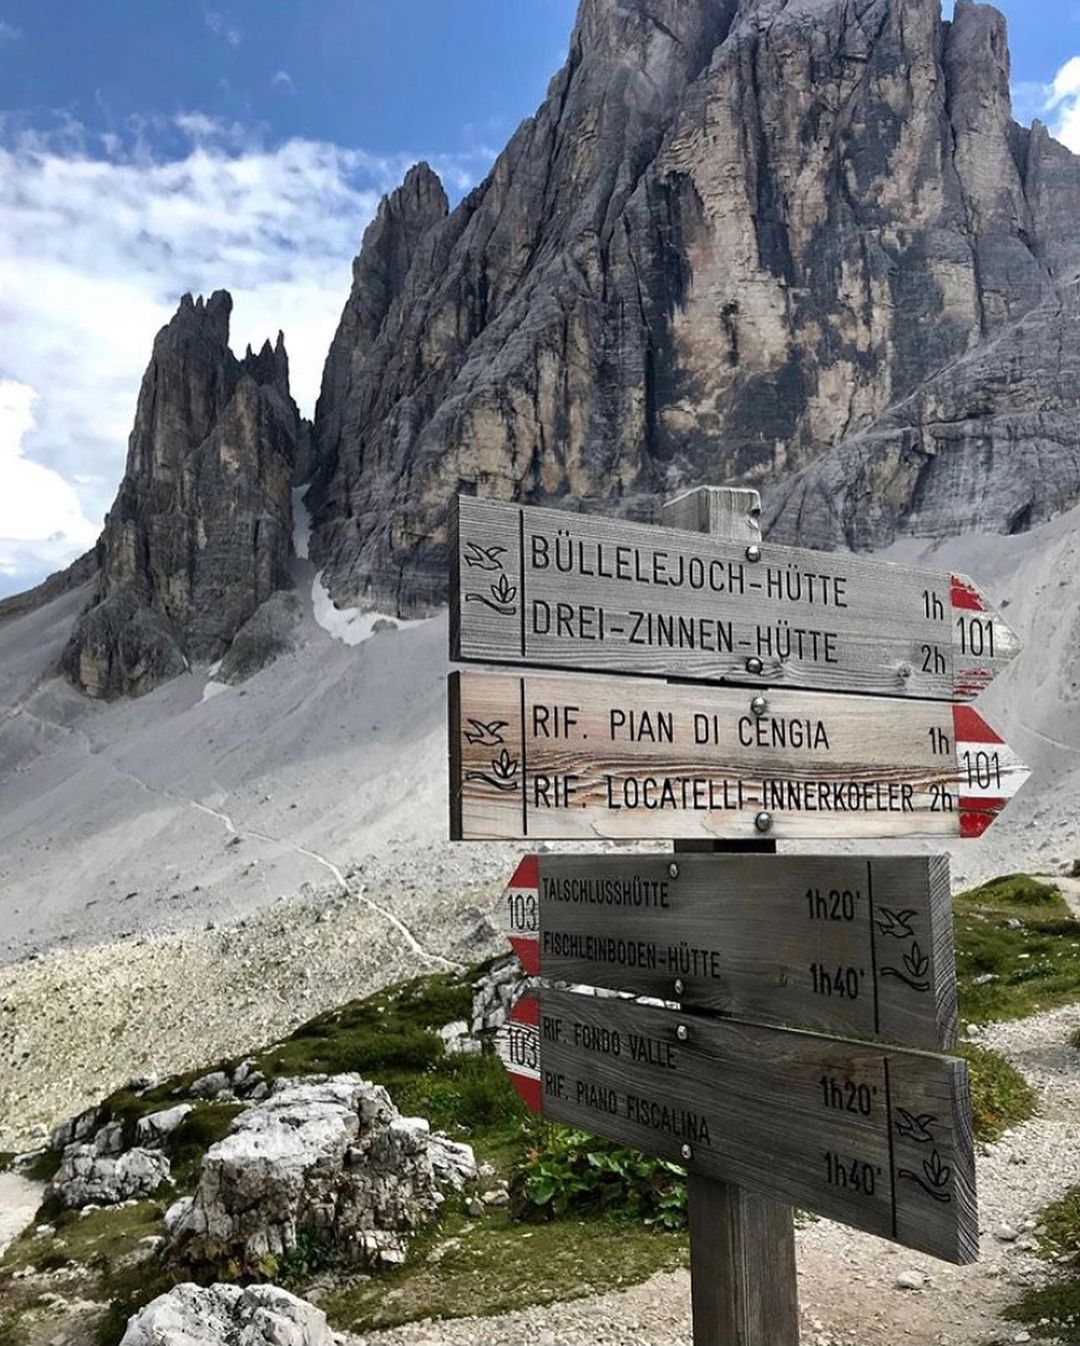 BÜLLELEJOCH-HÜTTE 1h
DREI-ZINNEN-HÜTTE 2h
101
RIF. PIAN DI CENGIA 1h
RIF. LOCATELLI-INNERKOFLER 2h
101
TALSCHLUSSHÜTTE 1h20'
103
FISCHLEINBODEN-HÜTTE 1h40'
RIF. FONDO VALLE 1h20'
103
RIF. PIANO FISCALINA 1h40'